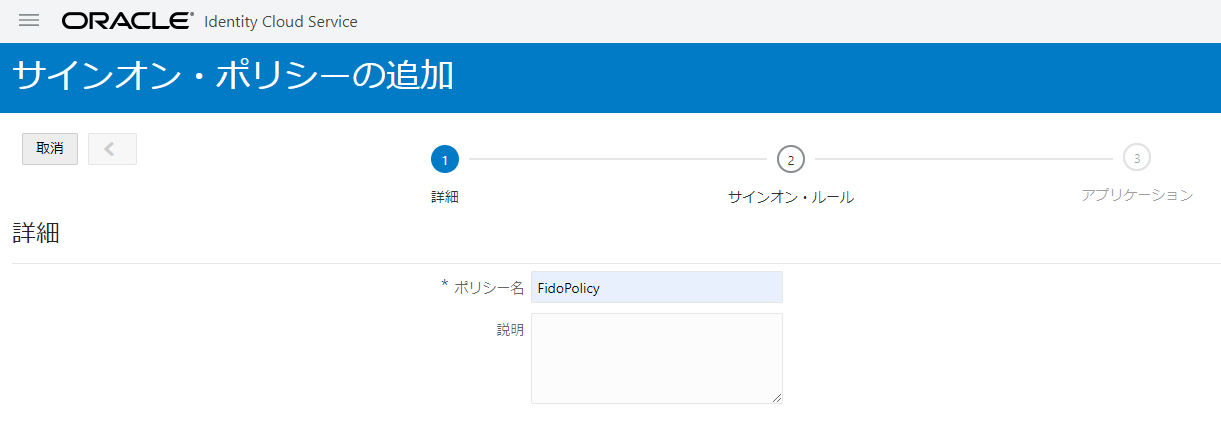 ORACLE Identity Cloud Service
サインオン・ポリシーの追加
取消
1 2 3
詳細 サインオン・ルール アプリケーション
詳細
* ポリシー名 FidoPolicy
説明